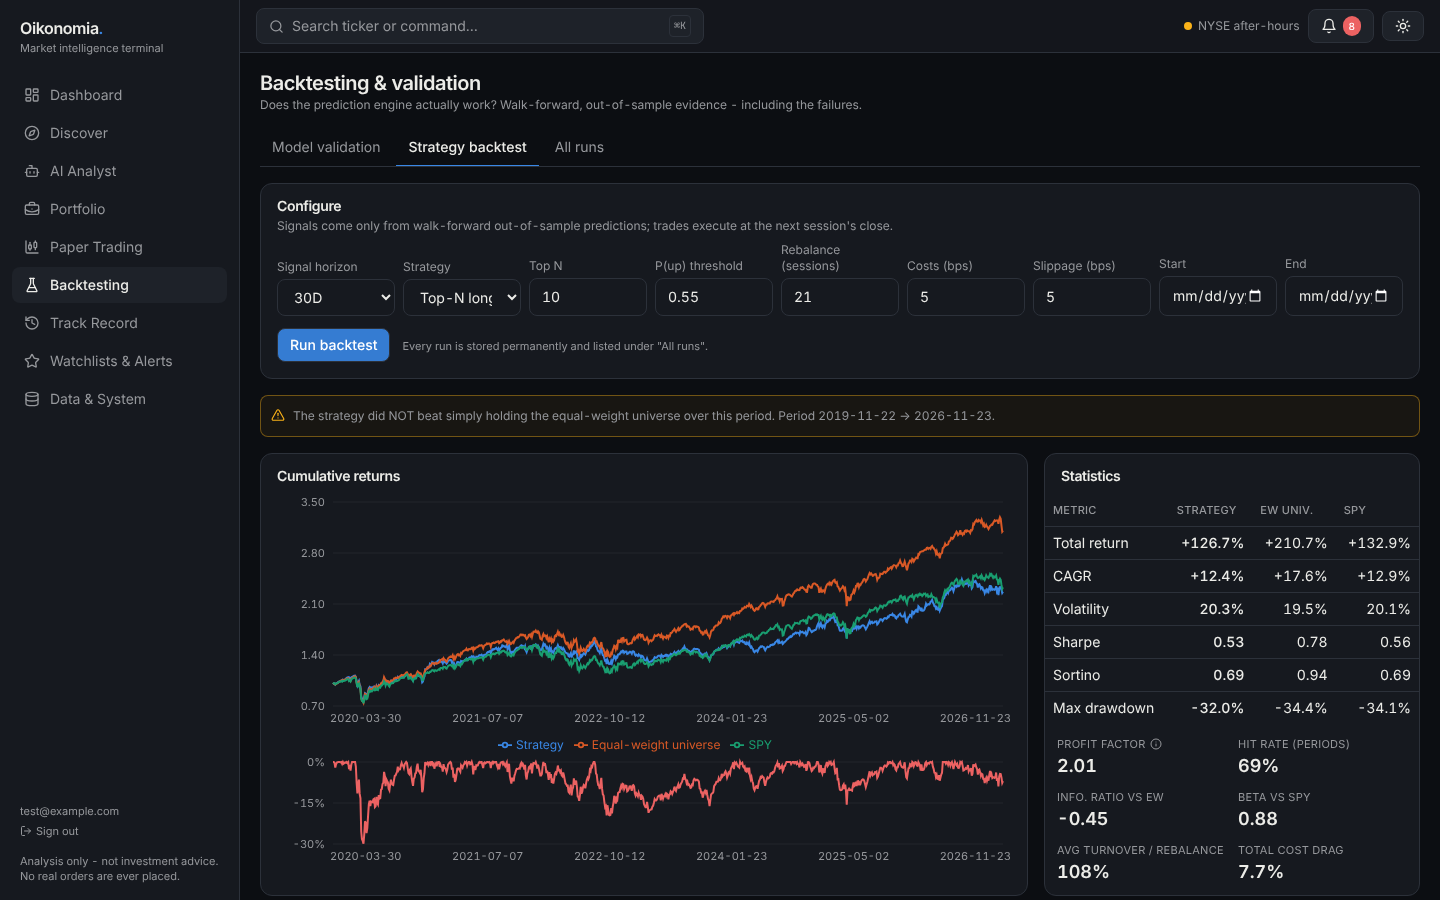 Oikonomia.
Market intelligence terminal
Dashboard
Discover
AI Analyst
Portfolio
Paper Trading
Backtesting
Track Record
Watchlists & Alerts
Data & System
test@example.com
Sign out
Analysis only - not investment advice.
No real orders are ever placed.
Search ticker or command...
⌘K
NYSE after-hours
8
Backtesting & validation
Does the prediction engine actually work? Walk-forward, out-of-sample evidence - including the failures.
Model validation
Strategy backtest
All runs
Configure
Signals come only from walk-forward out-of-sample predictions; trades execute at the next session's close.
Signal horizon
30D
Strategy
Top-N long
Top N
10
P(up) threshold
0.55
Rebalance
(sessions)
21
Costs (bps)
5
Slippage (bps)
5
Start
mm/dd/yy
End
mm/dd/yy
Run backtest
Every run is stored permanently and listed under "All runs".
The strategy did NOT beat simply holding the equal-weight universe over this period. Period 2019-11-22 → 2026-11-23.
Cumulative returns
3.50
2.80
2.10
1.40
0.70
2020-03-30 2021-07-07 2022-10-12 2024-01-23 2025-05-02 2026-11-23
Strategy Equal-weight universe SPY
0%
-15%
-30%
2020-03-30 2021-07-07 2022-10-12 2024-01-23 2025-05-02 2026-11-23
Statistics
METRIC STRATEGY EW UNIV. SPY
Total return +126.7% +210.7% +132.9%
CAGR +12.4% +17.6% +12.9%
Volatility 20.3% 19.5% 20.1%
Sharpe 0.53 0.78 0.56
Sortino 0.69 0.94 0.69
Max drawdown -32.0% -34.4% -34.1%
PROFIT FACTOR
2.01
HIT RATE (PERIODS)
69%
INFO. RATIO VS EW
-0.45
BETA VS SPY
0.88
AVG TURNOVER / REBALANCE
108%
TOTAL COST DRAG
7.7%